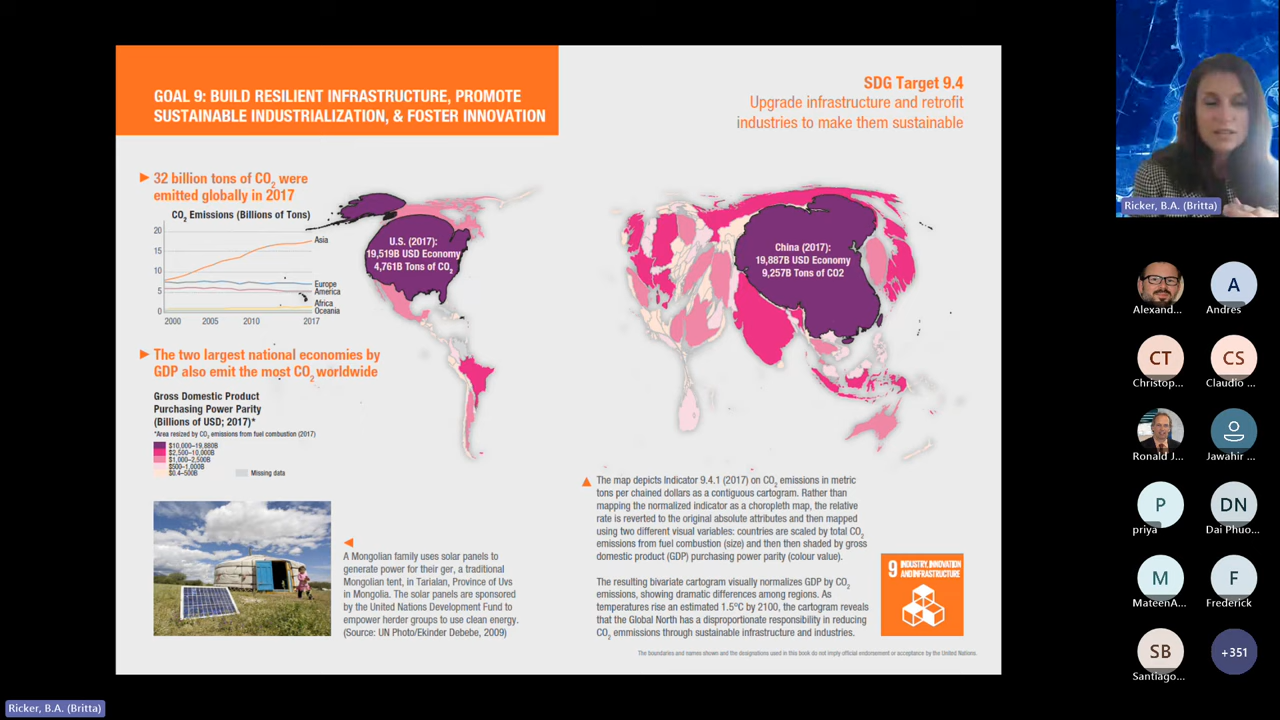 GOAL 9: BUILD RESILIENT INFRASTRUCTURE, PROMOTE
SUSTAINABLE INDUSTRIALIZATION, & FOSTER INNOVATION
SDG Target 9.4
Upgrade infrastructure and retrofit
industries to make them sustainable
32 billion tons of CO2 were
emitted globally in 2017
CO2 Emissions (Billions of Tons)
20
15
10
5
0
2000
2005
2010
2017
Asia
Europe
America
Africa
Oceania
U.S. (2017):
19,519B USD Economy
4,761B Tons of CO2
China (2017):
19,887B USD Economy
9,257B Tons of CO2
The two largest national economies by
GDP also emit the most CO2 worldwide
Gross Domestic Product
Purchasing Power Parity
(Billions of USD; 2017)*
*Area resized by CO2 emissions from fuel combustion (2017)
$10,000–19,880B
$2,500–10,000B
$1,000–2,500B
$500–1,000B
$0.4–500B
Missing data
A Mongolian family uses solar panels to
generate power for their ger, a traditional
Mongolian tent, in Tarialan, Province of Uvs
in Mongolia. The solar panels are sponsored
by the United Nations Development Fund to
empower herder groups to use clean energy.
(Source: UN Photo/Ekinder Debebe, 2009)
The map depicts Indicator 9.4.1 (2017) on CO2 emissions in metric
tons per chained dollars as a contiguous cartogram. Rather than
mapping the normalized indicator as a choropleth map, the relative
rate is reverted to the original absolute attributes and then mapped
using two different visual variables: countries are scaled by total CO2
emissions from fuel combustion (size) and then then shaded by gross
domestic product (GDP) purchasing power parity (colour value).
The resulting bivariate cartogram visually normalizes GDP by CO2
emissions, showing dramatic differences among regions. As
temperatures rise an estimated 1.5°C by 2100, the cartogram reveals
that the Global North has a disproportionate responsibility in reducing
CO2 emmissions through sustainable infrastructure and industries.
9 INDUSTRY, INNOVATION
AND INFRASTRUCTURE
The boundaries and names shown and the designations used in this book do not imply official endorsement or acceptance by the United Nations.
Ricker, B.A. (Britta)
Alexand...
A
Andres
CT
Christop...
CS
Claudio ...
Ronald J...
Jawahir ...
P
priya
DN
Dai Phuo...
M
MateenA...
F
Frederick
SB
Santiago...
+351
Ricker, B.A. (Britta)